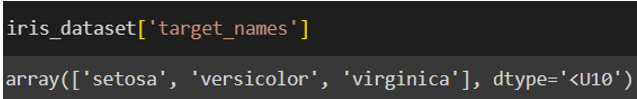 iris_dataset['target_names']
array(['setosa', 'versicolor', 'virginica'], dtype='<U10')